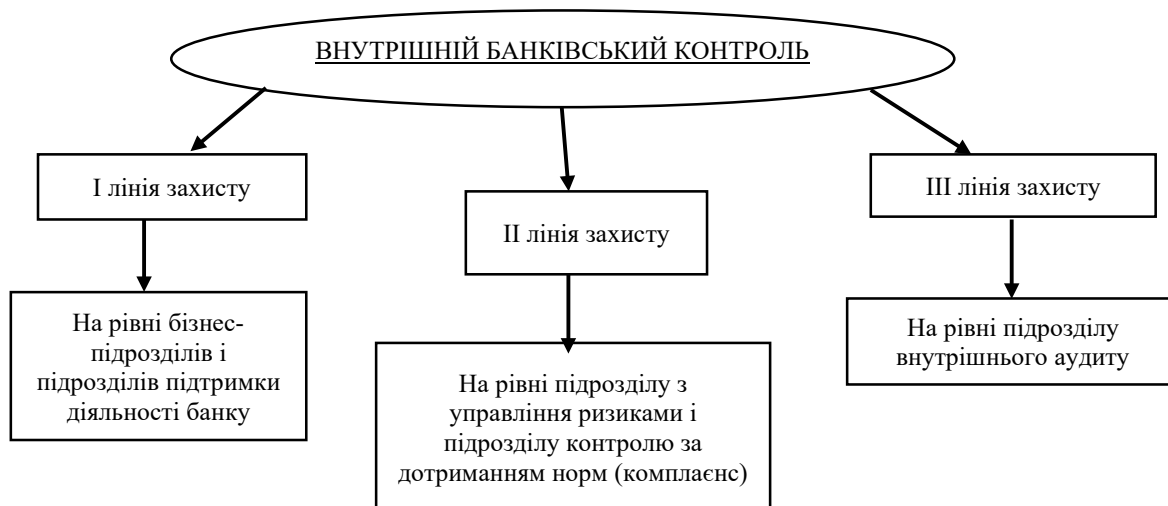 ВНУТРІШНІЙ БАНКІВСЬКИЙ КОНТРОЛЬ
І лінія захисту
ІІ лінія захисту
ІІІ лінія захисту
На рівні бізнес-
підрозділів і
підрозділів підтримки
діяльності банку
На рівні підрозділу з
управління ризиками і
підрозділу контролю за
дотриманням норм (комплаєнс)
На рівні підрозділу
внутрішнього аудиту